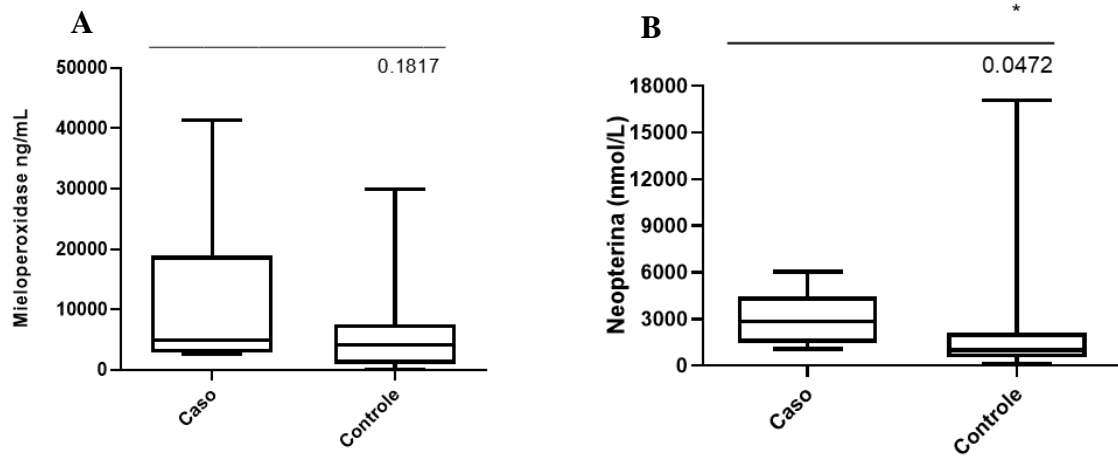 A
0.1817
Mieloperoxidase ng/mL
50000
40000
30000
20000
10000
0
Caso
Controle
B
*
0.0472
Neopterina (nmol/L)
18000
15000
12000
9000
6000
3000
0
Caso
Controle